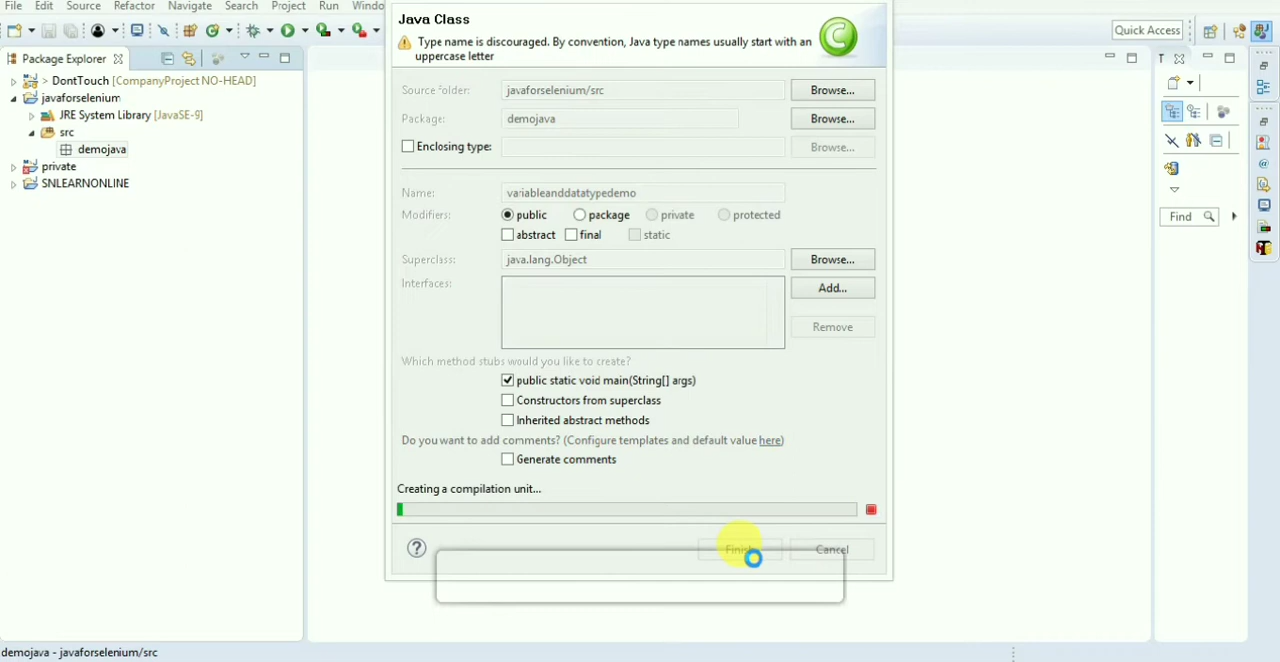 File Edit Source Refactor Navigate Search Project Run Windo
Quick Access
Package Explorer
T
> DontTouch [CompanyProject NO-HEAD]
javaforselenium
JRE System Library [JavaSE-9]
src
demojava
private
SNLEARNONLINE
Java Class
Type name is discouraged. By convention, Java type names usually start with an
uppercase letter
Source folder: javaforselenium/src Browse...
Package: demojava Browse...
Enclosing type: Browse...
Name: variableanddatatypedemo
Modifiers: public package private protected
abstract final static
Superclass: java.lang.Object Browse...
Interfaces: Add...
Remove
Which method stubs would you like to create?
public static void main(String[] args)
Constructors from superclass
Inherited abstract methods
Do you want to add comments? (Configure templates and default value here)
Generate comments
Creating a compilation unit...
Finish Cancel
Find
demojava - javaforselenium/src